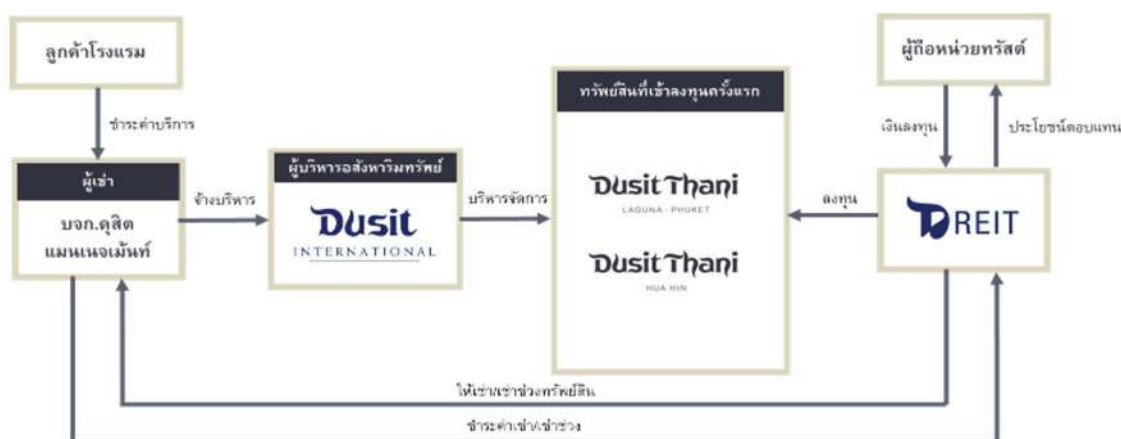 ลูกค้าโรงแรม
ผู้ถือหน่วยทรัสต์
ทรัพย์สินที่เข้าลงทุนครั้งแรก
ชำระค่าบริการ
เงินลงทุน
ประโยชน์ตอบแทน
ผู้เช่า
บจก.ดุสิต
แมนเนจเม้นท์
จ้างบริหาร
ผู้บริหารอสังหาริมทรัพย์
Dusit
INTERNATIONAL
บริหารจัดการ
Dusit Thani
LAGUNA - PHUKET
Dusit Thani
HUA HIN
ลงทุน
DREIT
ให้เช่า/เช่าช่วงทรัพย์สิน
ชำระค่าเช่า/เช่าช่วง